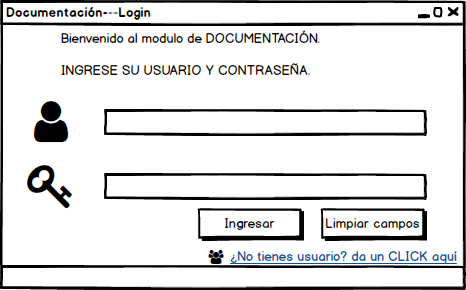 Documentación---Login
Bienvenido al modulo de DOCUMENTACIÓN.
INGRESE SU USUARIO Y CONTRASEÑA.
Ingresar
Limpiar campos
¿No tienes usuario? da un CLICK aquí